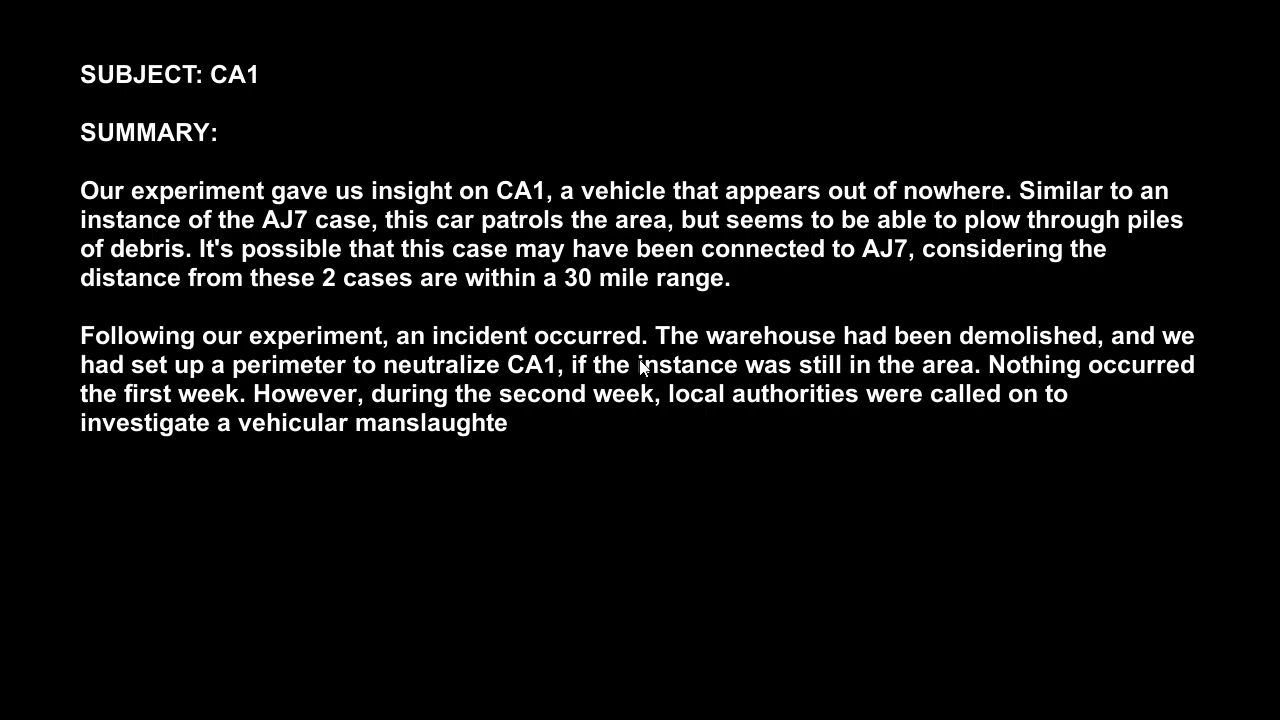 SUBJECT: CA1
SUMMARY:
Our experiment gave us insight on CA1, a vehicle that appears out of nowhere. Similar to an
instance of the AJ7 case, this car patrols the area, but seems to be able to plow through piles
of debris. It's possible that this case may have been connected to AJ7, considering the
distance from these 2 cases are within a 30 mile range.
Following our experiment, an incident occurred. The warehouse had been demolished, and we
had set up a perimeter to neutralize CA1, if the instance was still in the area. Nothing occurred
the first week. However, during the second week, local authorities were called on to
investigate a vehicular manslaughte